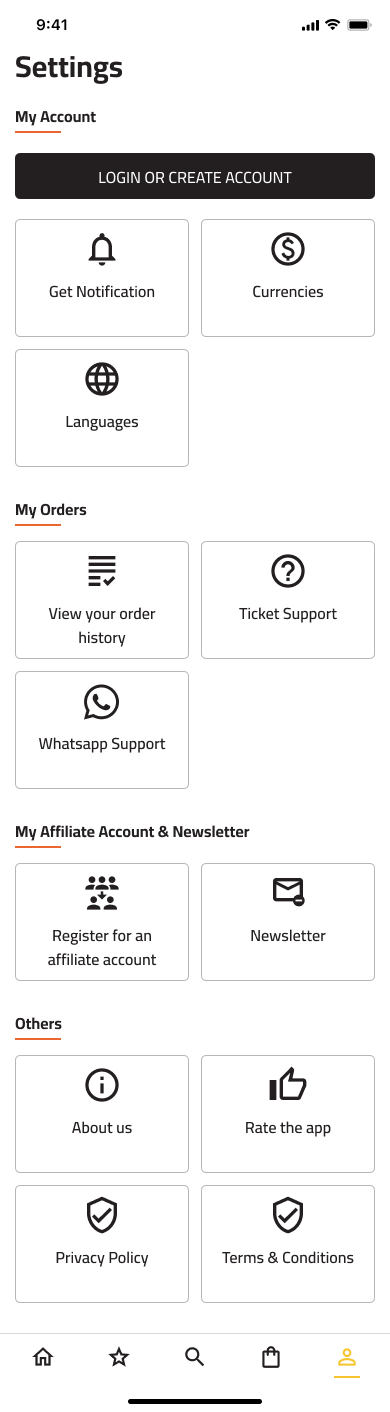 9:41
Settings
My Account
LOGIN OR CREATE ACCOUNT
Get Notification
Currencies
Languages
My Orders
View your order
history
Ticket Support
Whatsapp Support
My Affiliate Account & Newsletter
Register for an
affiliate account
Newsletter
Others
About us
Rate the app
Privacy Policy
Terms & Conditions